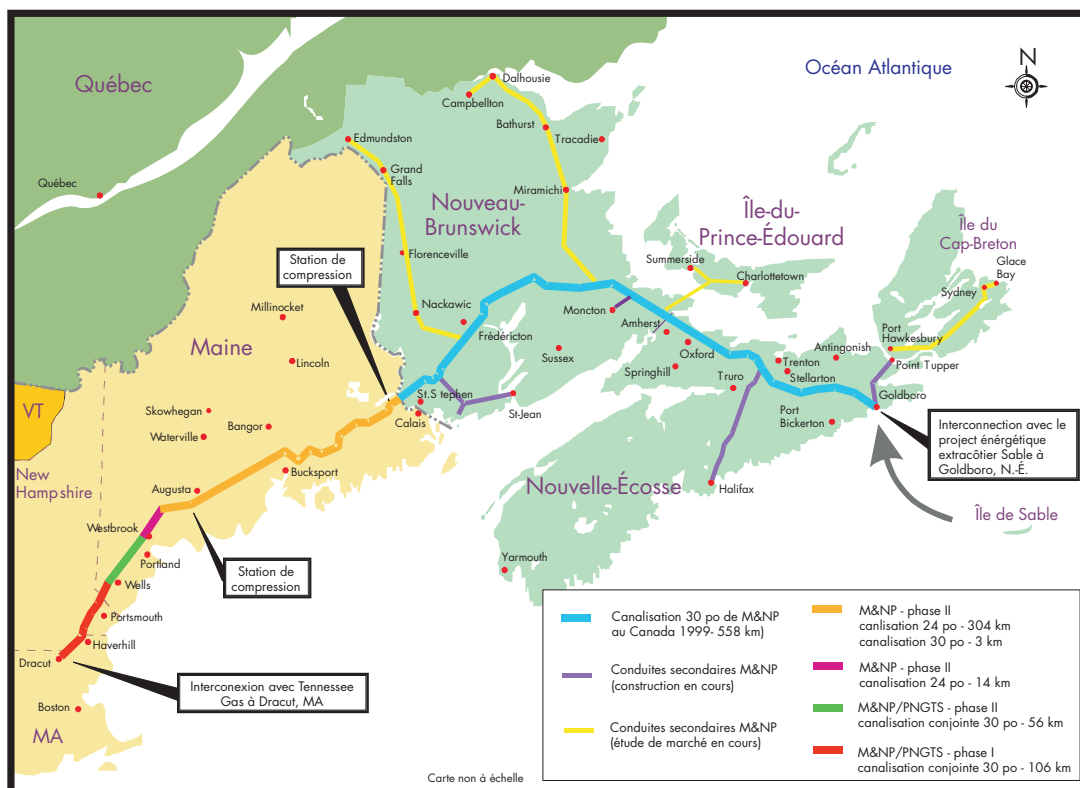 Québec
Océan Atlantique
N
Dalhousie
Campbellton
Bathurst
Tracadie
Edmundston
Grand
Falls
Québec
Miramichi
Nouveau-
Brunswick
Île-du-
Prince-Édouard
Île du
Cap-Breton
Station de
compression
Florenceville
Summerside
Charlottetown
Glace
Bay
Sydney
Millinocket
Nackawic
Frédéricton
Moncton
Amherst
Port
Hawkesbury
Maine
Lincoln
Sussex
Oxford
Springhill
Truro
Trenton
Stellarton
Antingonish
Point Tupper
Goldboro
VT
Skowhegan
Waterville
Bangor
St.S tephen
Calais
St-Jean
Port
Bickerton
Interconnection avec le
project énérgétique
extracôtier Sable à
Goldboro, N.-É.
New
Hampshire
Bucksport
Augusta
Nouvelle-Écosse
Halifax
Île de Sable
Westbrook
Portland
Station de
compression
Yarmouth
Wells
Portsmouth
Haverhill
Dracut
Interconexion avec Tennessee
Gas à Dracut, MA
Boston
MA
Carte non à échelle
Canalisation 30 po de M&NP
au Canada 1999- 558 km)
Conduites secondaires M&NP
(construction en cours)
Conduites secondaires M&NP
(étude de marché en cours)
M&NP - phase II
canlisation 24 po - 304 km
canalisation 30 po - 3 km
M&NP - phase II
canalisation 24 po - 14 km
M&NP/PNGTS - phase II
canalisation conjointe 30 po - 56 km
M&NP/PNGTS - phase I
canalisation conjointe 30 po - 106 km